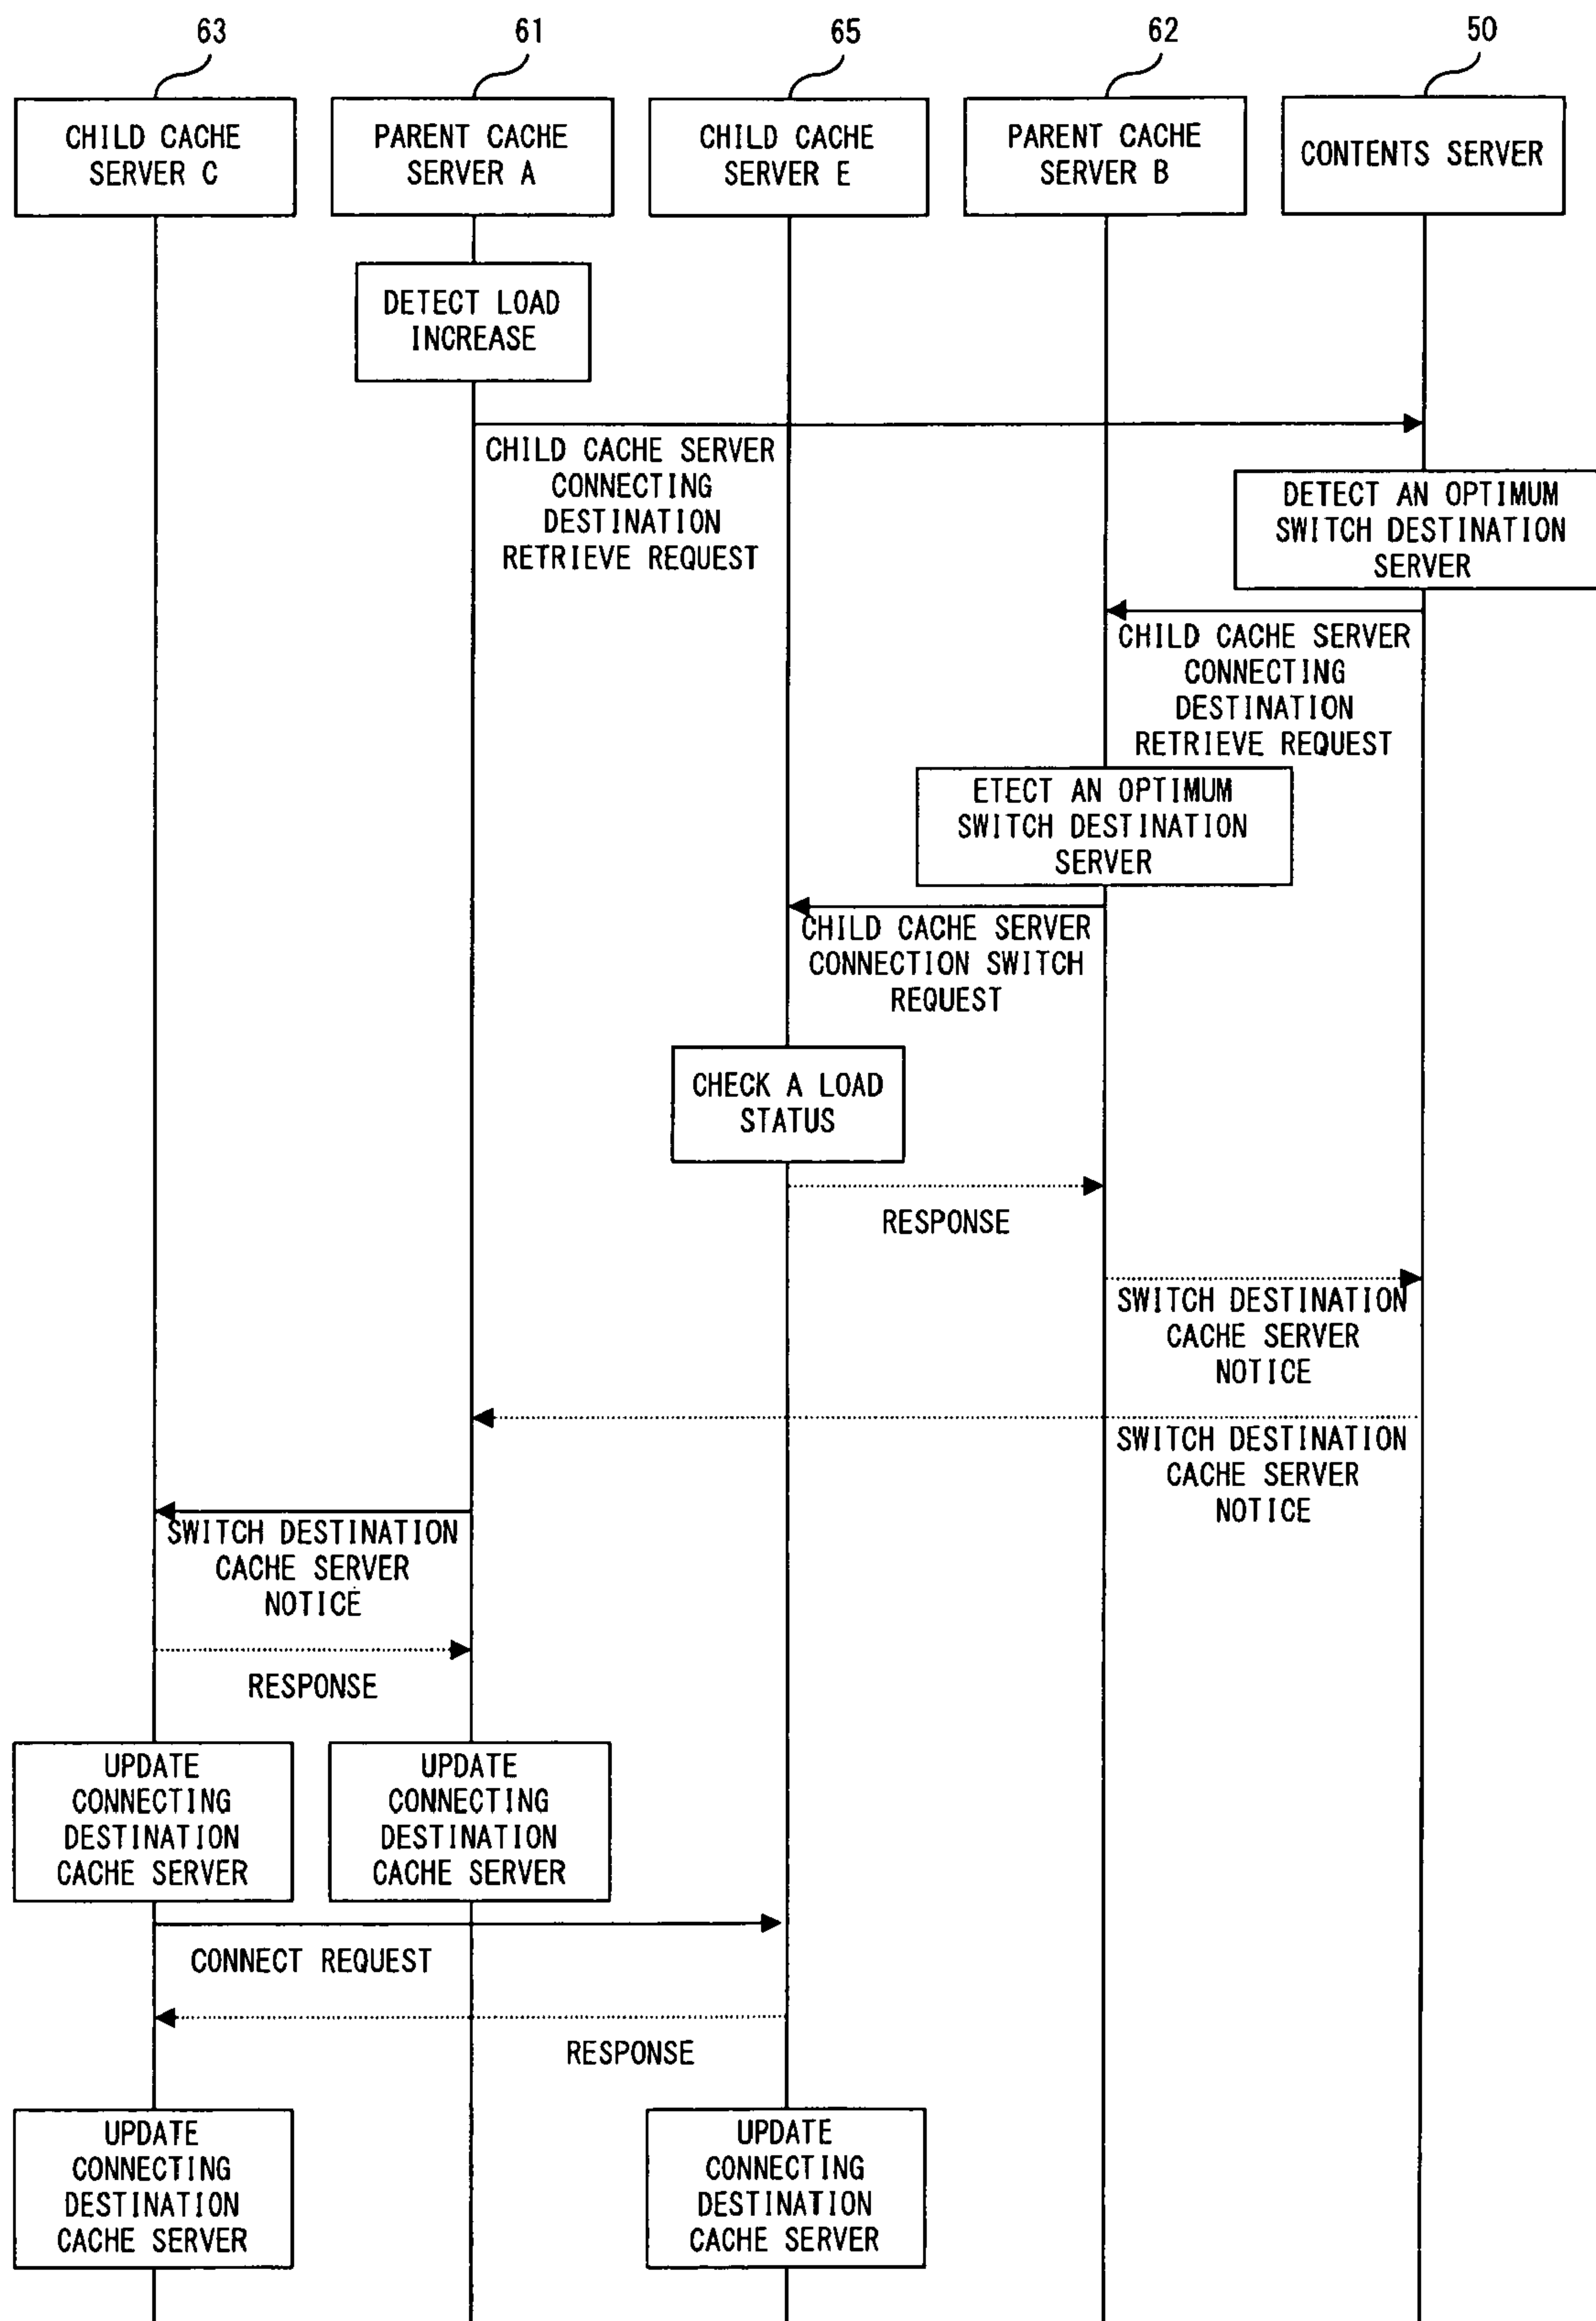 63
61
65
62
50
CHILD CACHE
SERVER C
PARENT CACHE
SERVER A
CHILD CACHE
SERVER E
PARENT CACHE
SERVER B
CONTENTS SERVER
DETECT LOAD
INCREASE
CHILD CACHE SERVER
CONNECTING
DESTINATION
RETRIEVE REQUEST
DETECT AN OPTIMUM
SWITCH DESTINATION
SERVER
CHILD CACHE SERVER
CONNECTING
DESTINATION
RETRIEVE REQUEST
ETECT AN OPTIMUM
SWITCH DESTINATION
SERVER
CHILD CACHE SERVER
CONNECTION SWITCH
REQUEST
CHECK A LOAD
STATUS
RESPONSE
SWITCH DESTINATION
CACHE SERVER
NOTICE
SWITCH DESTINATION
CACHE SERVER
NOTICE
SWITCH DESTINATION
CACHE SERVER
NOTICE
RESPONSE
UPDATE
CONNECTING
DESTINATION
CACHE SERVER
UPDATE
CONNECTING
DESTINATION
CACHE SERVER
CONNECT REQUEST
RESPONSE
UPDATE
CONNECTING
DESTINATION
CACHE SERVER
UPDATE
CONNECTING
DESTINATION
CACHE SERVER